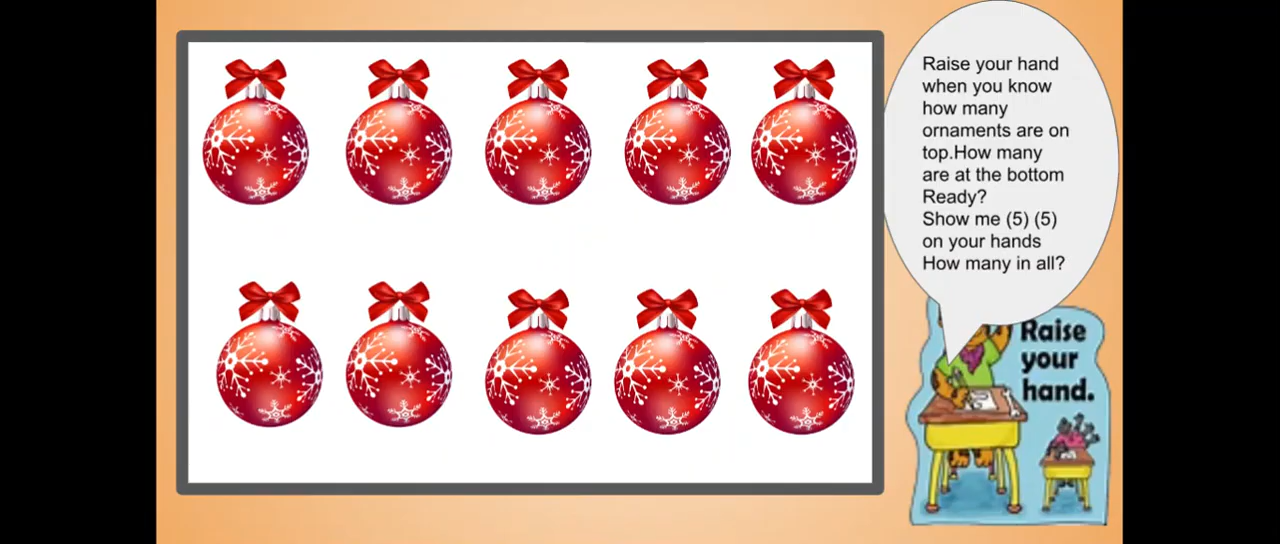 Raise your hand
when you know
how many
ornaments are on
top.How many
are at the bottom
Ready?
Show me (5) (5)
on your hands
How many in all?
Raise
your
hand.